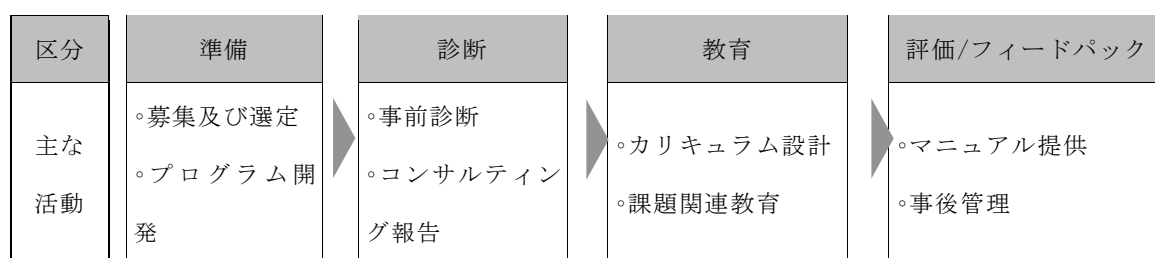 区分
準備
診断
教育
評価/フィードパック
主な
活動
◦募集及び選定
◦プログラム開
発
◦事前診断
◦コンサルティン
グ報告
◦カリキュラム設計
◦課題関連教育
◦マニュアル提供
◦事後管理